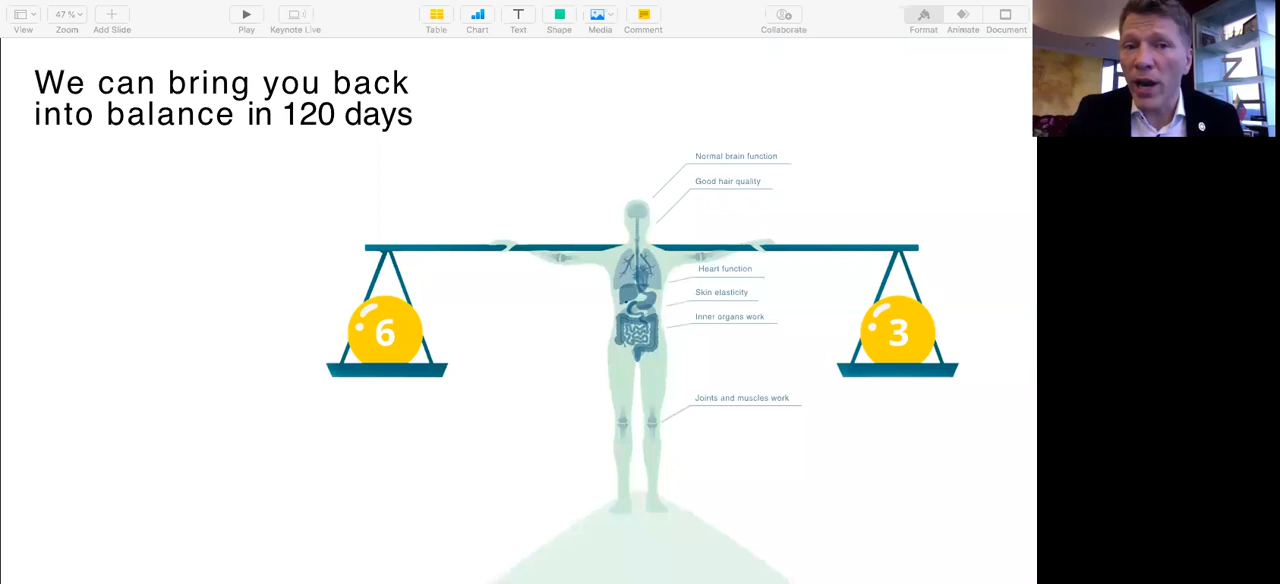 View
Zoom
Add Slide
Play
Keynote Live
Table
Chart
Text
Shape
Media
Comment
Collaborate
Format
Animate
Document
47 %
We can bring you back
into balance in 120 days
Normal brain function
Good hair quality
Heart function
Skin elasticity
Inner organs work
Joints and muscles work
6
3
Z